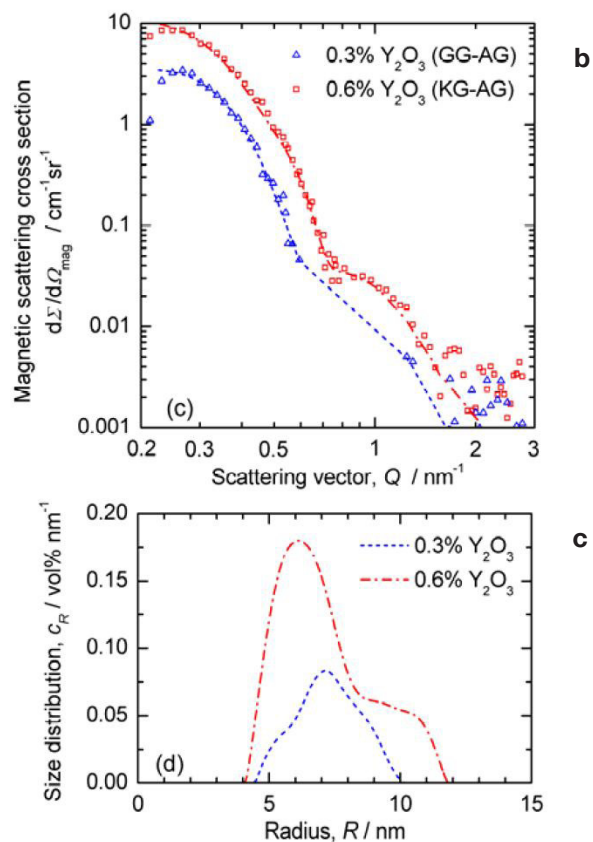 b
0.3% Y₂O₃ (GG-AG)
0.6% Y₂O₃ (KG-AG)
Magnetic scattering cross section
dΣ/dΩmag / cm⁻¹sr⁻¹
10
1
0.1
0.01
0.001
(c)
0.2 0.3 0.5 1 2 3
Scattering vector, Q / nm⁻¹
c
0.3% Y₂O₃
0.6% Y₂O₃
Size distribution, c_R / vol% nm⁻¹
0.20
0.15
0.10
0.05
0.00
(d)
0 5 10 15
Radius, R / nm